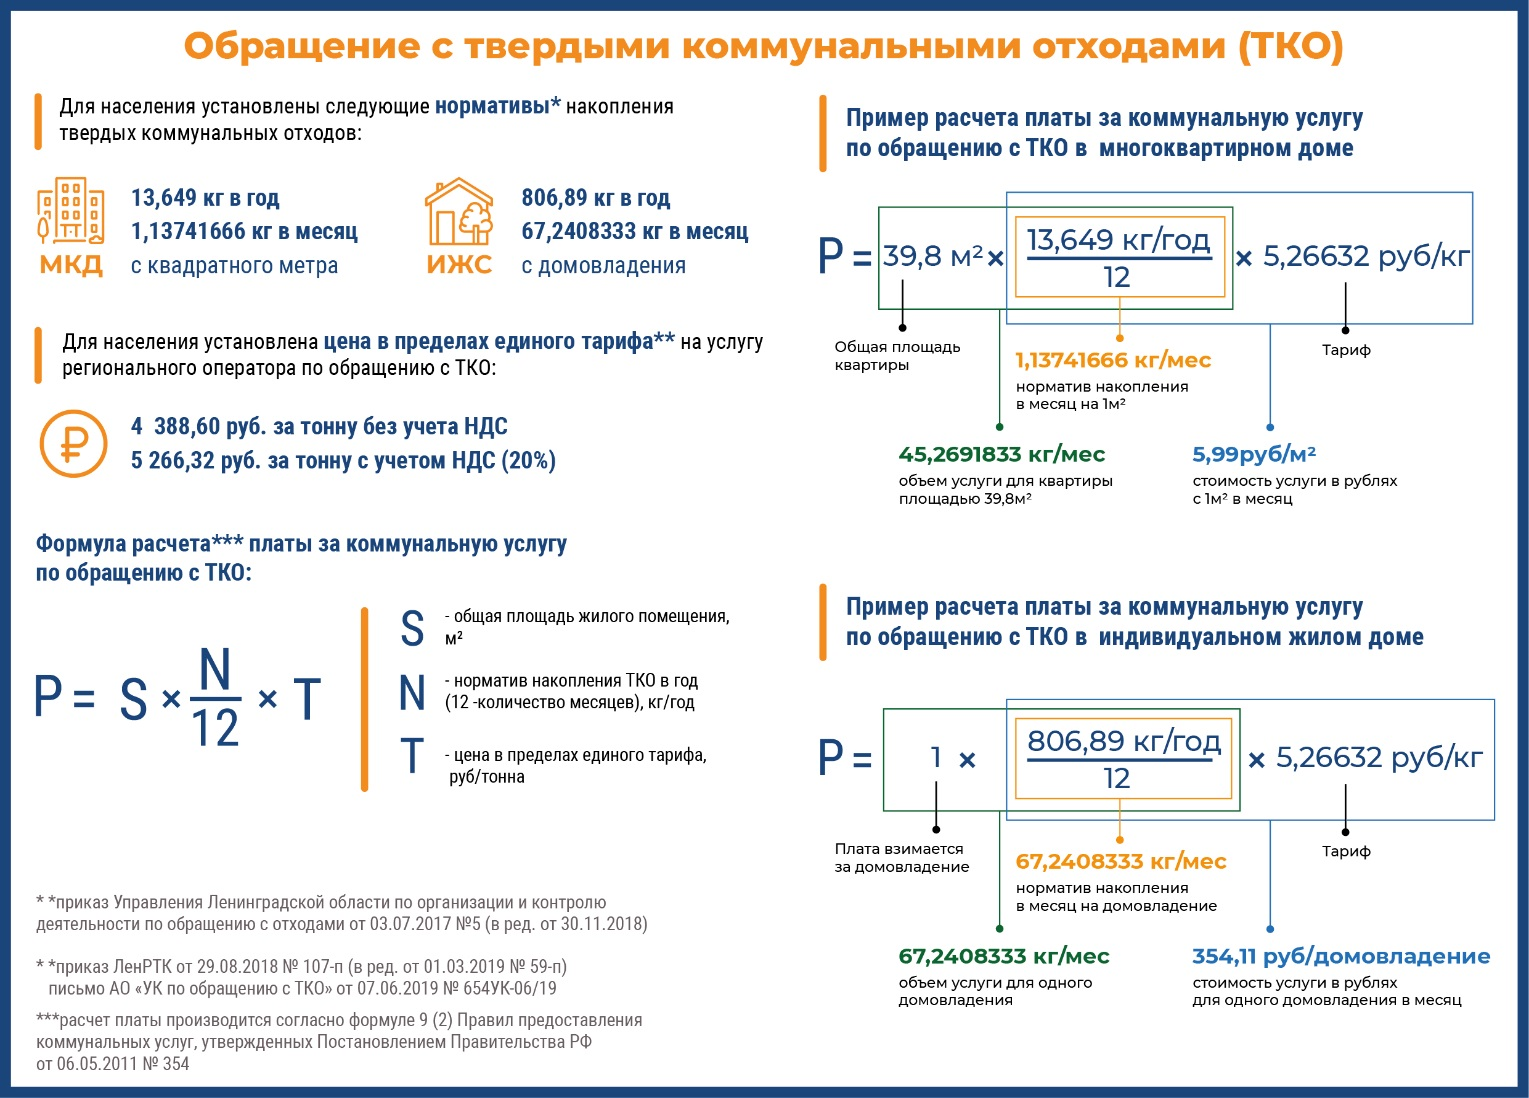 Обращение с твердыми коммунальными отходами (ТКО)
Для населения установлены следующие нормативы* накопления
твердых коммунальных отходов:
13,649 кг в год
1,13741666 кг в месяц
МКД с квадратного метра
806,89 кг в год
67,2408333 кг в месяц
ИЖС с домовладения
Для населения установлена цена в пределах единого тарифа** на услугу
регионального оператора по обращению с ТКО:
4 388,60 руб. за тонну без учета НДС
5 266,32 руб. за тонну с учетом НДС (20%)
Формула расчета*** платы за коммунальную услугу
по обращению с ТКО:
P = S × N/12 × T
S - общая площадь жилого помещения,
м²
N - норматив накопления ТКО в год
(12 -количество месяцев), кг/год
T - цена в пределах единого тарифа,
руб/тонна
* *приказ Управления Ленинградской области по организации и контролю
деятельности по обращению с отходами от 03.07.2017 №5 (в ред. от 30.11.2018)
* *приказ ЛенРТК от 29.08.2018 № 107-п (в ред. от 01.03.2019 № 59-п)
письмо АО «УК по обращению с ТКО» от 07.06.2019 № 654УК-06/19
***расчет платы производится согласно формуле 9 (2) Правил предоставления
коммунальных услуг, утвержденных Постановлением Правительства РФ
от 06.05.2011 № 354
Пример расчета платы за коммунальную услугу
по обращению с ТКО в многоквартирном доме
P = 39,8 м² × 13,649 кг/год / 12 × 5,26632 руб/кг
Общая площадь
квартиры
1,13741666 кг/мес
норматив накопления
в месяц на 1м²
Тариф
45,2691833 кг/мес
объем услуги для квартиры
площадью 39,8м²
5,99руб/м²
стоимость услуги в рублях
с 1м² в месяц
Пример расчета платы за коммунальную услугу
по обращению с ТКО в индивидуальном жилом доме
P = 1 × 806,89 кг/год / 12 × 5,26632 руб/кг
Плата взимается
за домовладение
67,2408333 кг/мес
норматив накопления
в месяц на домовладение
Тариф
67,2408333 кг/мес
объем услуги для одного
домовладения
354,11 руб/домовладение
стоимость услуги в рублях
для одного домовладения в месяц